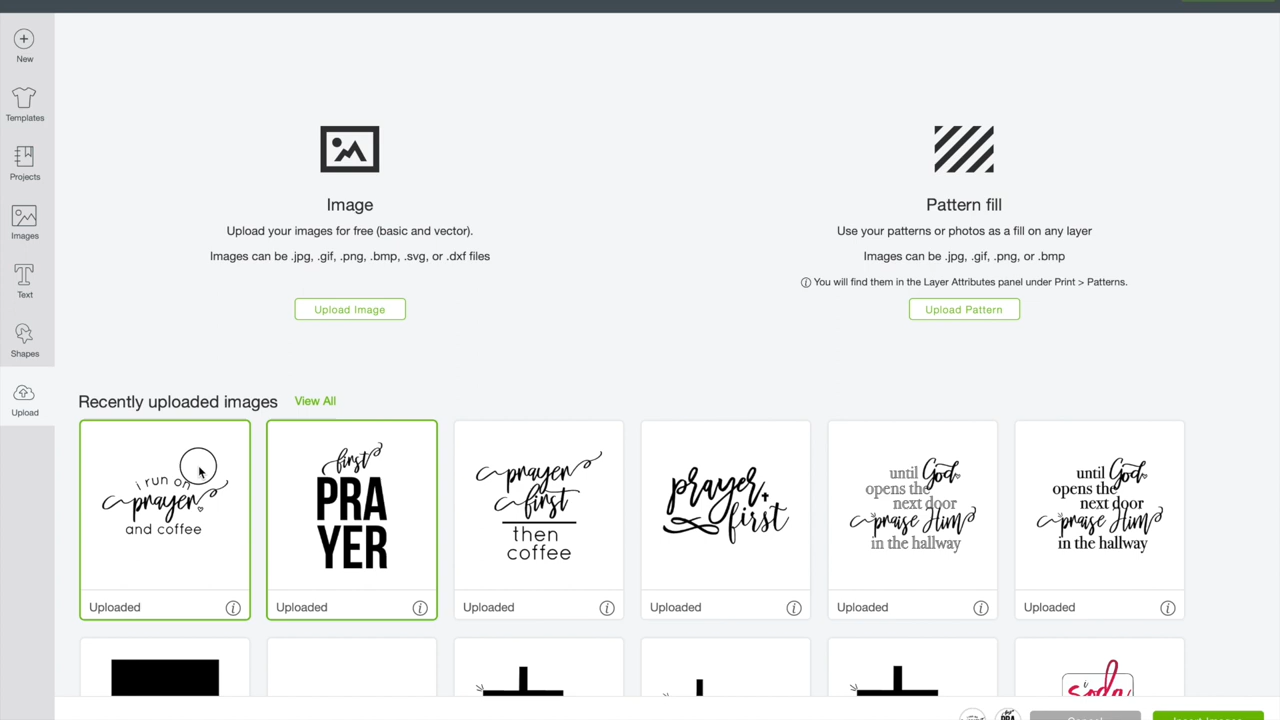 New
Templates
Projects
Images
Text
Shapes
Upload
Image
Upload your images for free (basic and vector).
Images can be .jpg, .gif, .png, .bmp, .svg, or .dxf files
Upload Image
Pattern fill
Use your patterns or photos as a fill on any layer
Images can be .jpg, .gif, .png, or .bmp
You will find them in the Layer Attributes panel under Print > Patterns.
Upload Pattern
Recently uploaded images View All
i run on
prayer
and coffee
Uploaded
first
PRA
YER
Uploaded
prayer
first
then
coffee
Uploaded
prayer
first
Uploaded
until God
opens the
next door
praise Him
in the hallway
Uploaded
until God
opens the
next door
praise Him
in the hallway
Uploaded
i
soda
PRA